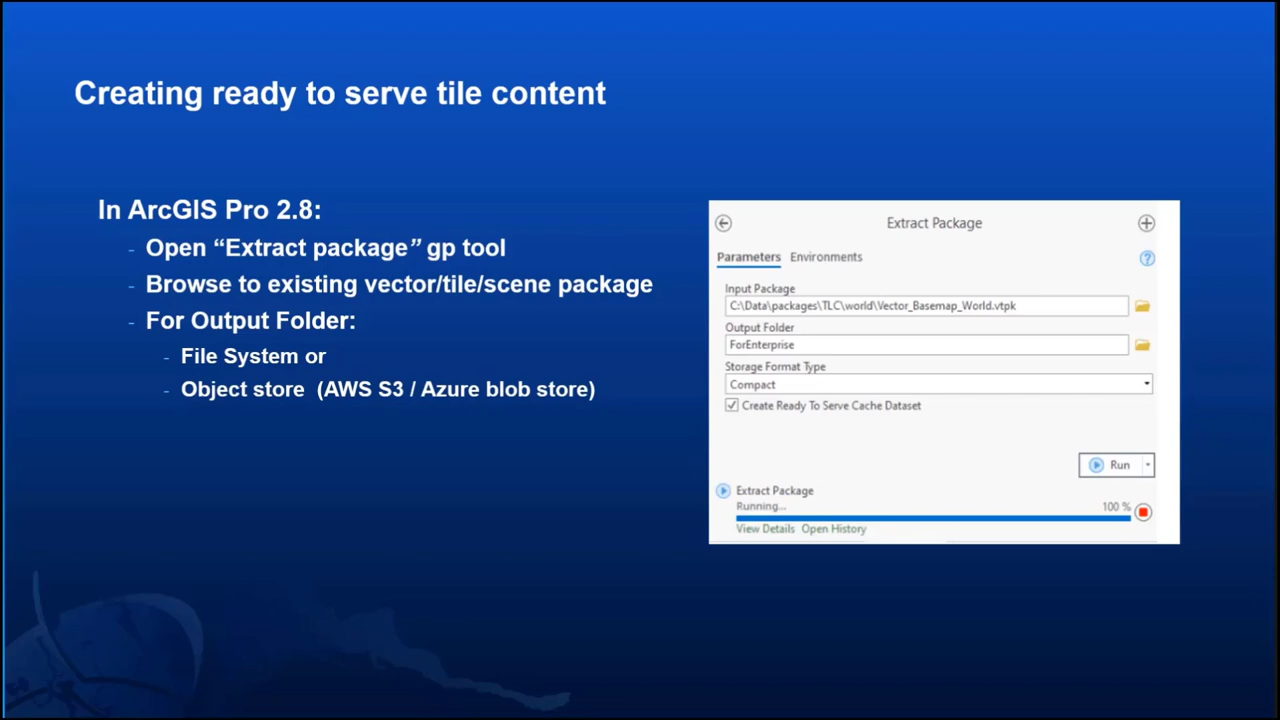 Creating ready to serve tile content
In ArcGIS Pro 2.8:
- Open “Extract package” gp tool
- Browse to existing vector/tile/scene package
- For Output Folder:
- File System or
- Object store (AWS S3 / Azure blob store)
Extract Package
Parameters Environments
?
Input Package
C:\Data\packages\TLC\world\Vector_Basemap_World.vtpk
Output Folder
ForEnterprise
Storage Format Type
Compact
Create Ready To Serve Cache Dataset
Run
Extract Package
Running...
100 %
View Details Open History